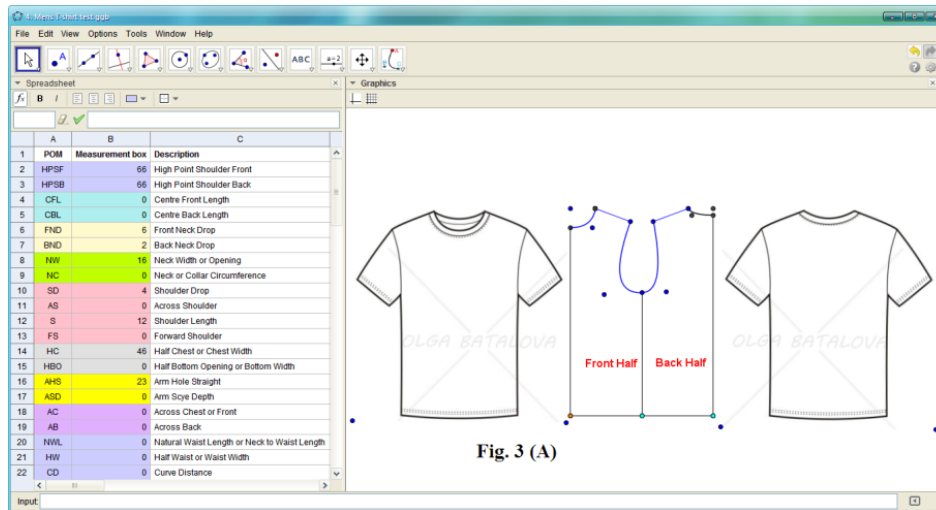 1. Mens T-shirt test.ggb
File Edit View Options Tools Window Help
ABC a=2
Spreadsheet
Graphics
fx B I
A B C
1 POM Measurement box Description
2 HPSF 66 High Point Shoulder Front
3 HPSB 66 High Point Shoulder Back
4 CFL 0 Centre Front Length
5 CBL 0 Centre Back Length
6 FND 6 Front Neck Drop
7 BND 2 Back Neck Drop
8 NW 16 Neck Width or Opening
9 NC 0 Neck or Collar Circumference
10 SD 4 Shoulder Drop
11 AS 0 Across Shoulder
12 S 12 Shoulder Length
13 FS 0 Forward Shoulder
14 HC 46 Half Chest or Chest Width
15 HBO 0 Half Bottom Opening or Bottom Width
16 AHS 23 Arm Hole Straight
17 ASD 0 Arm Scye Depth
18 AC 0 Across Chest or Front
19 AB 0 Across Back
20 NWL 0 Natural Waist Length or Neck to Waist Length
21 HW 0 Half Waist or Waist Width
22 CD 0 Curve Distance
OLGA BATALOVA
Front Half Back Half
OLGA BATALOVA
Fig. 3 (A)
Input: